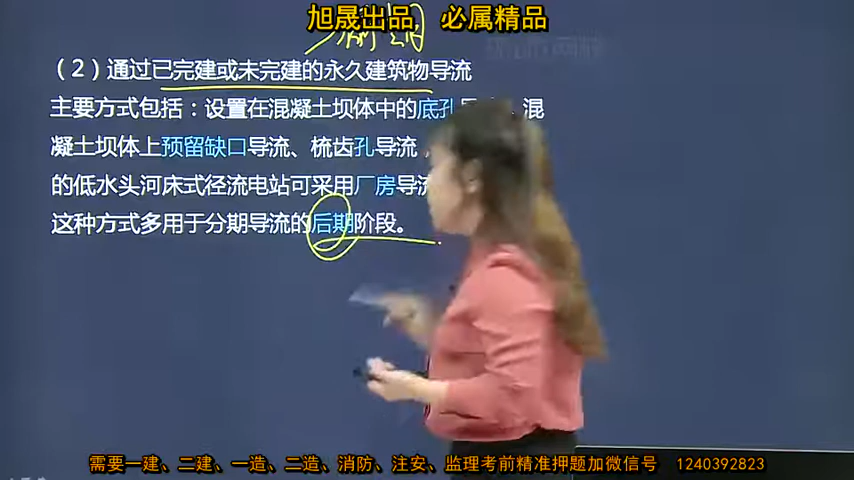 旭晟出品，必属精品
（2）通过已完建或未完建的永久建筑物导流
主要方式包括：设置在混凝土坝体中的底孔导 混
凝土坝体上预留缺口导流、梳齿孔导流，
的低水头河床式径流电站可采用厂房导流
这种方式多用于分期导流的后期阶段。
需要一建、二建、一造、二造、消防、注安、监理考前精准押题加微信号 1240392823